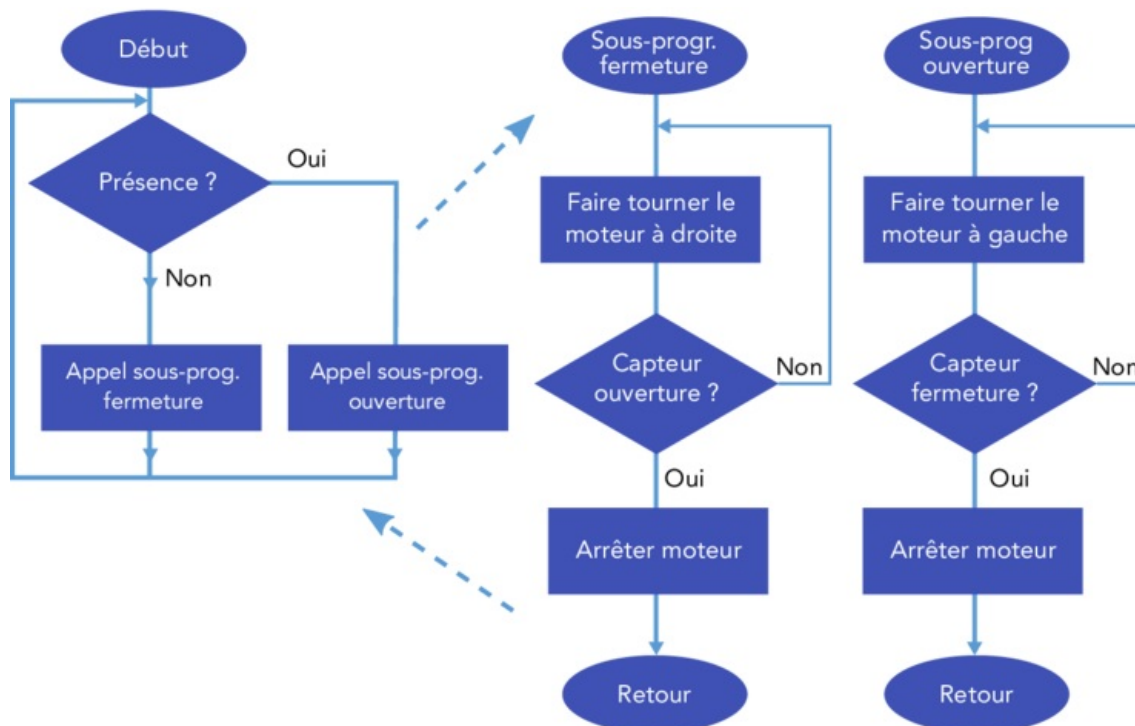 Début
Présence ?
Oui
Non
Appel sous-prog.
fermeture
Appel sous-prog.
ouverture
Sous-progr.
fermeture
Faire tourner le
moteur à droite
Capteur
ouverture ?
Non
Oui
Arrêter moteur
Retour
Sous-prog
ouverture
Faire tourner le
moteur à gauche
Capteur
fermeture ?
Non
Oui
Arrêter moteur
Retour